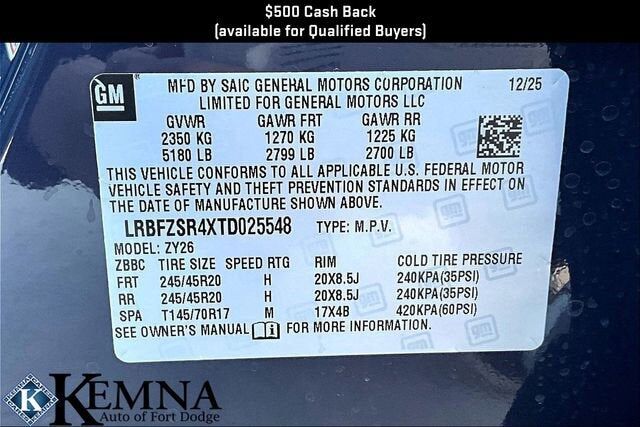 $500 Cash Back
(available for Qualified Buyers)
GM
MFD BY SAIC GENERAL MOTORS CORPORATION 12/25
LIMITED FOR GENERAL MOTORS LLC
GVWR GAWR FRT GAWR RR
2350 KG 1270 KG 1225 KG
5180 LB 2799 LB 2700 LB
THIS VEHICLE CONFORMS TO ALL APPLICABLE U.S. FEDERAL MOTOR
VEHICLE SAFETY AND THEFT PREVENTION STANDARDS IN EFFECT ON
THE DATE OF MANUFACTURE SHOWN ABOVE.
LRBFZSR4XTD025548 TYPE: M.P.V.
MODEL: ZY26
ZBBC TIRE SIZE SPEED RTG RIM COLD TIRE PRESSURE
FRT 245/45R20 H 20X8.5J 240KPA(35PSI)
RR 245/45R20 H 20X8.5J 240KPA(35PSI)
SPA T145/70R17 M 17X4B 420KPA(60PSI)
SEE OWNER'S MANUAL i FOR MORE INFORMATION.
K KEMNA
Auto of Fort Dodge